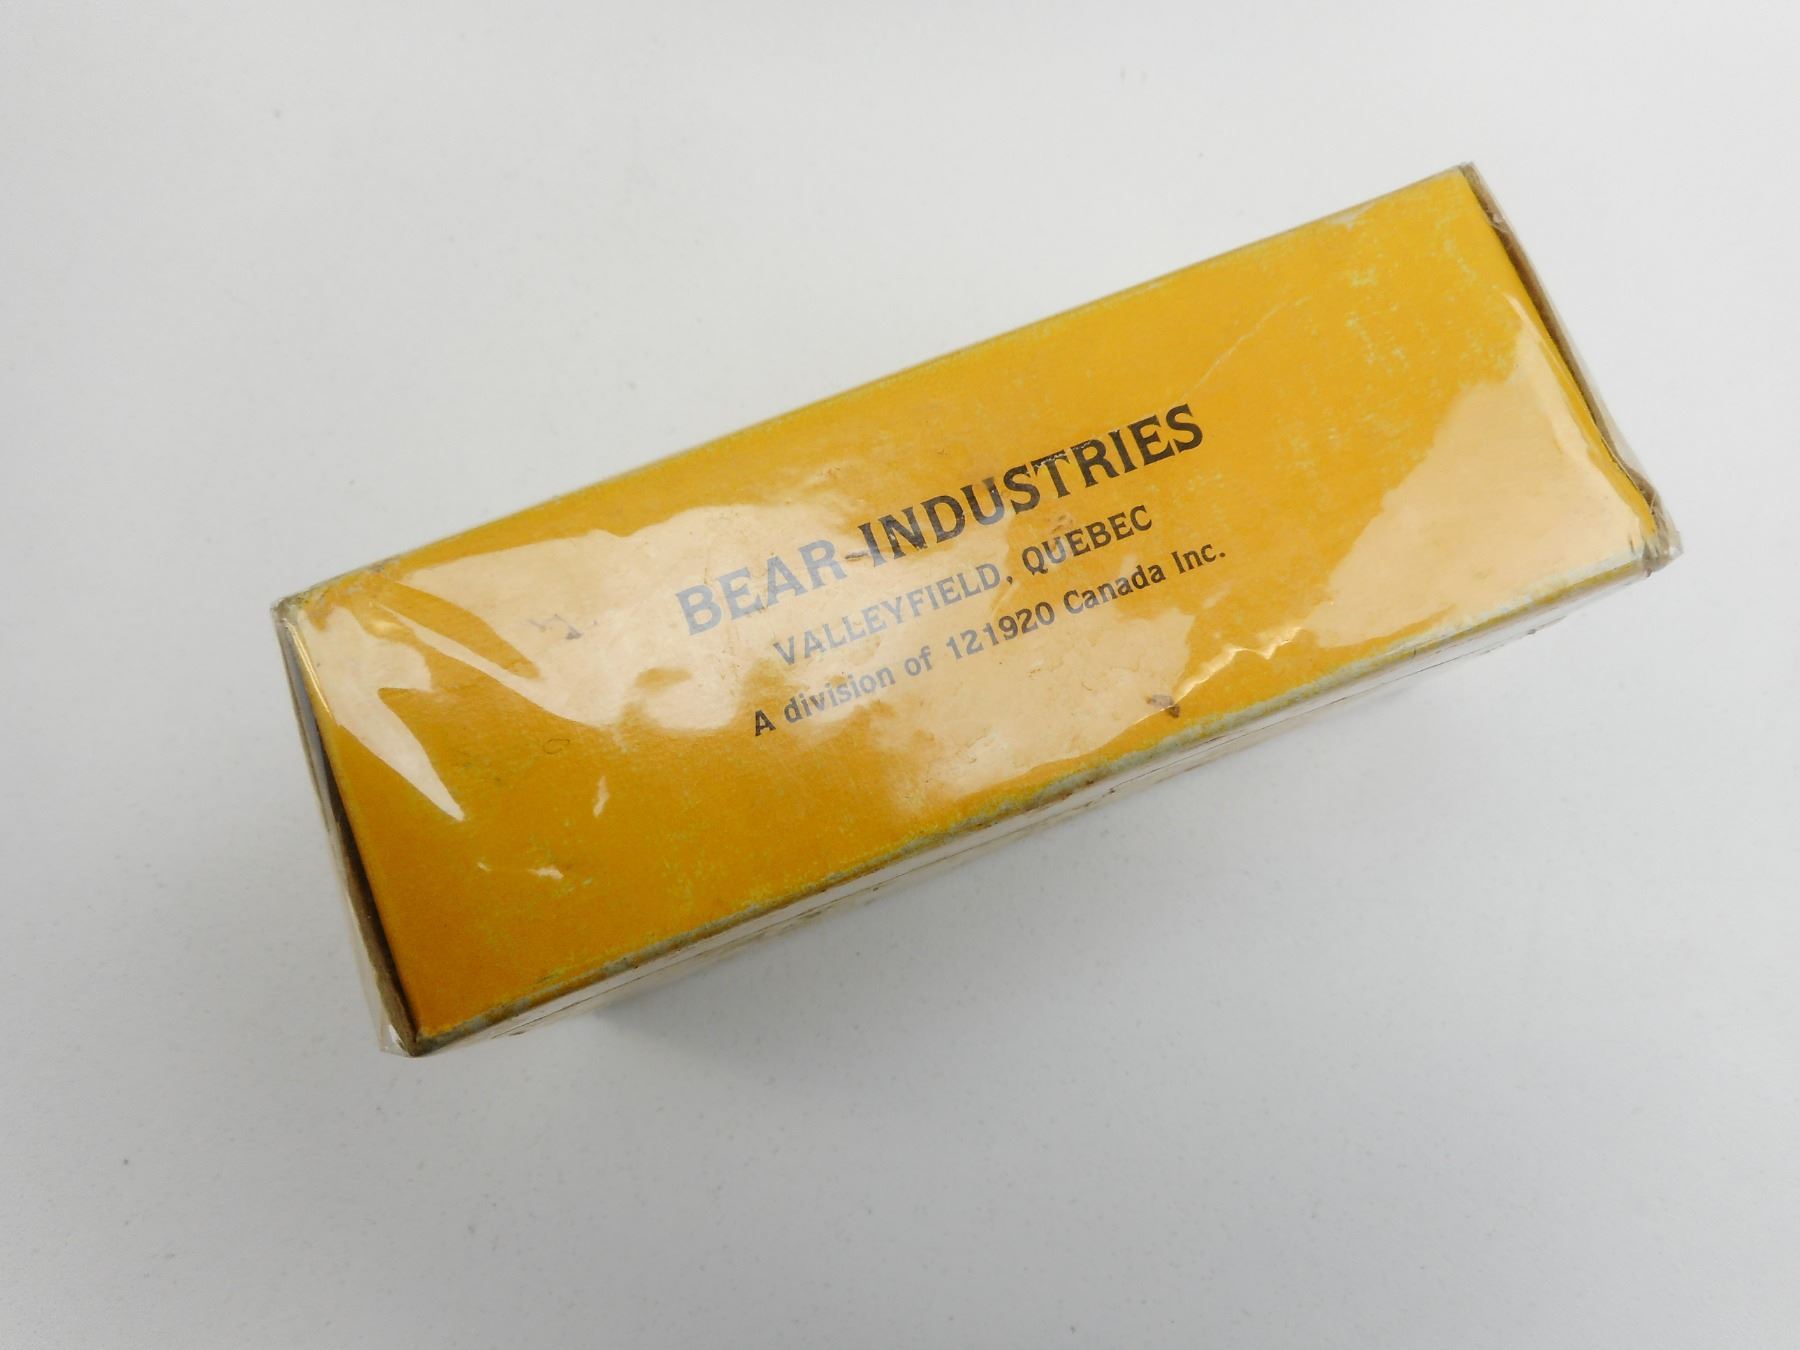 BEAR-INDUSTRIES
VALLEYFIELD, QUEBEC
A division of 121920 Canada Inc.